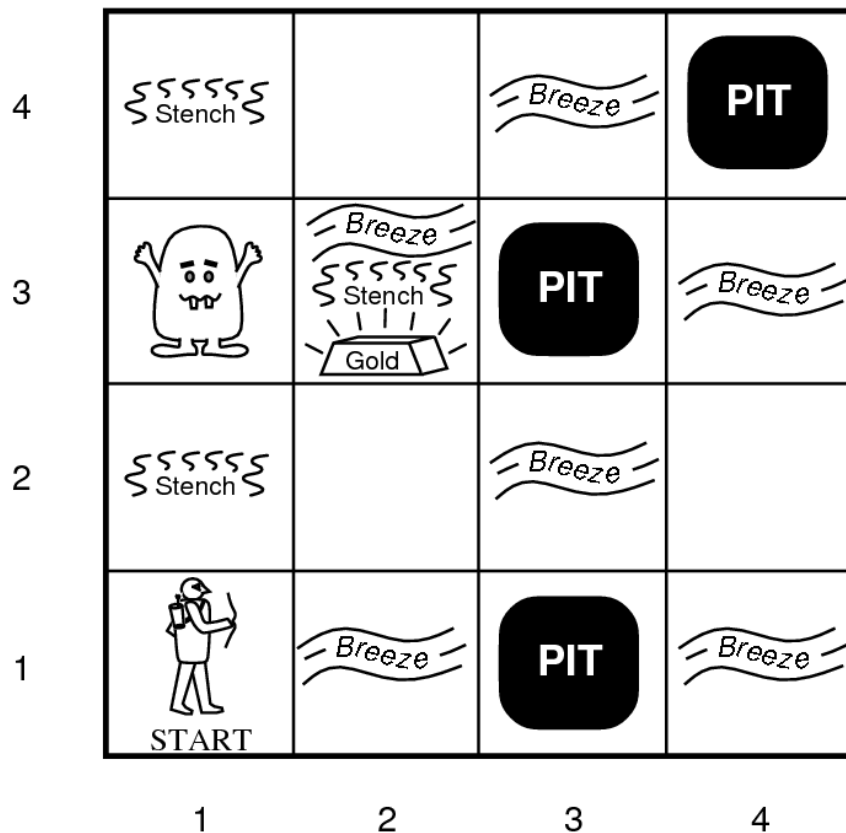 4
Stench
Breeze
PIT
3
Breeze
Stench
Gold
PIT
Breeze
2
Stench
Breeze
1
START
Breeze
PIT
Breeze
1 2 3 4